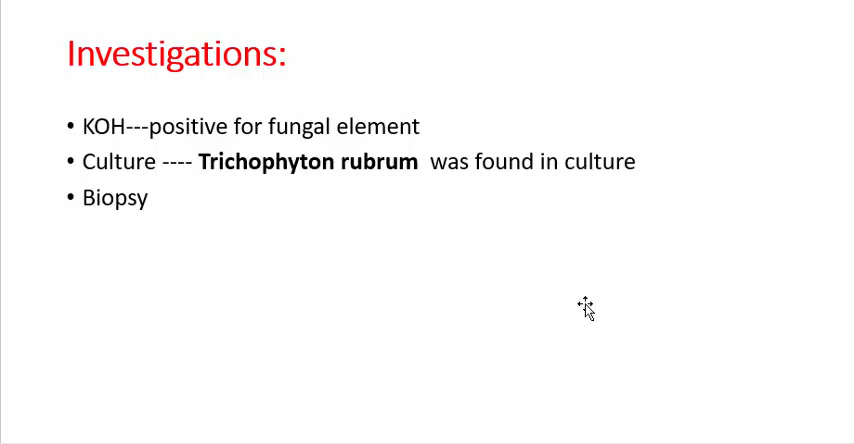 Investigations:
• KOH---positive for fungal element
• Culture ---- Trichophyton rubrum was found in culture
• Biopsy